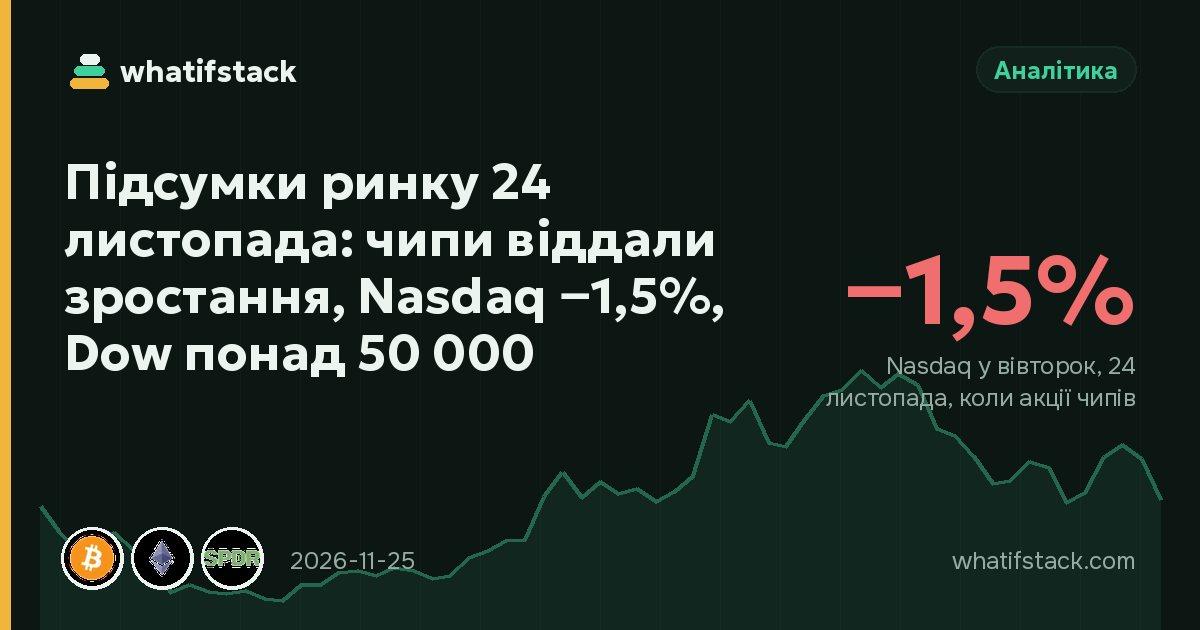 whatifstack
Аналітика
Підсумки ринку 24
листопада: чипи віддали
зростання, Nasdaq −1,5%,
Dow понад 50 000
−1,5%
Nasdaq у вівторок, 24
листопада, коли акції чипів
SPDR
2026-11-25
whatifstack.com